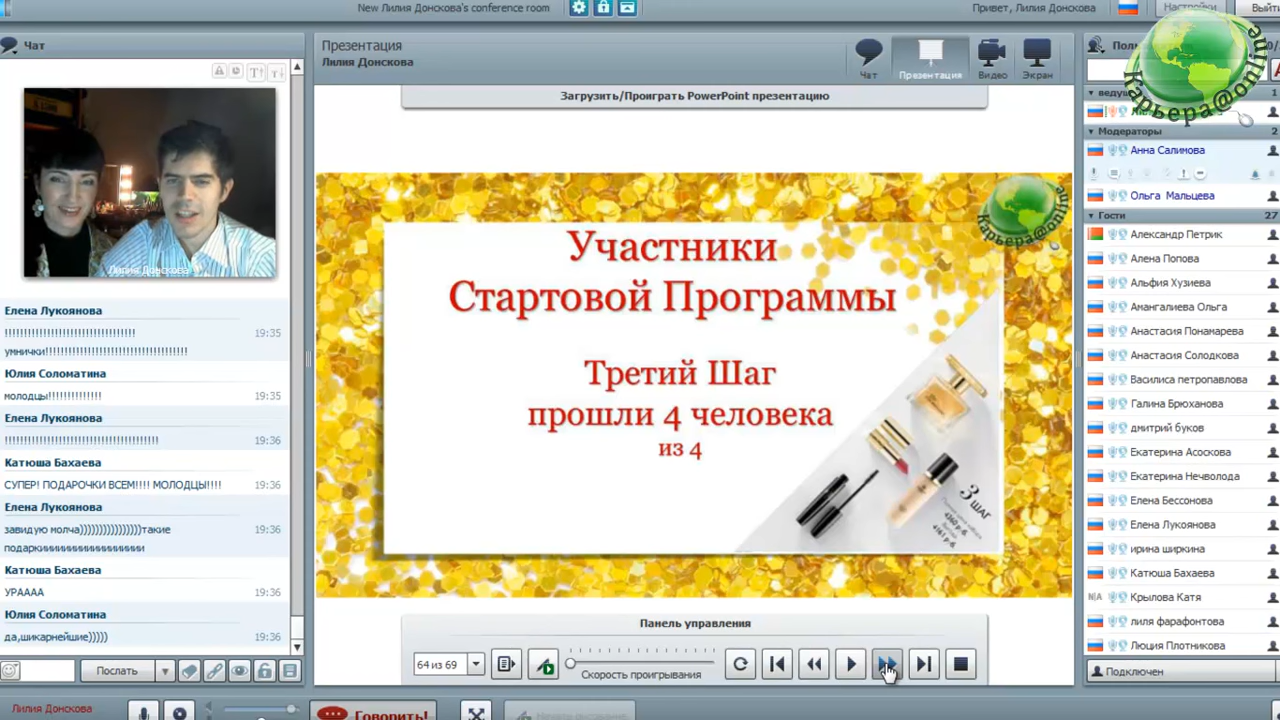 New Лилия Донскова's conference room
Привет, Лилия Донскова
Настройки
Выйти
Чат
Презентация
Лилия Донскова
Чат
Презентация
Видео
Экран
Карьера@online
Загрузить/Проиграть PowerPoint презентацию
Лилия Донскова
Елена Лукоянова
!!!!!!!!!!!!!!!!!!!!!!!!!!!!!!!!! 19:35
умнички!!!!!!!!!!!!!!!!!!!!!!!!!!!!!!!!!!!!
Юлия Соломатина
молодцы!!!!!!!!!!!!! 19:35
Елена Лукоянова
!!!!!!!!!!!!!!!!!!!!!!!!!!!!!!!!!!!!!!! 19:36
Катюша Бахаева
СУПЕР! ПОДАРОЧКИ ВСЕМ!!!! МОЛОДЦЫ!!!! 19:36
Елена Лукоянова
завидую молча))))))))))))))))такие 19:36
подаркиииииииииииииииии
Катюша Бахаева
УРАААА 19:36
Юлия Соломатина
да,шикарнейшие))))) 19:36
Послать
Лилия Донскова
Карьера@online
Участники
Стартовой Программы
Третий Шаг
прошли 4 человека
из 4
3 ШАГ
Панель управления
64 из 69
Скорость проигрывания
Говорить!
1
Модераторы 2
Анна Салимова
Ольга Мальцева
Гости 27
Александр Петрик
Алена Попова
Альфия Хузиева
Амангалиева Ольга
Анастасия Понамарева
Анастасия Солодкова
Василиса петропавлова
Галина Брюханова
дмитрий буков
Екатерина Асоскова
Екатерина Нечволода
Елена Бессонова
Елена Лукоянова
ирина ширкина
Катюша Бахаева
N|A Крылова Катя
лиля фарафонтова
Люция Плотникова
Подключен